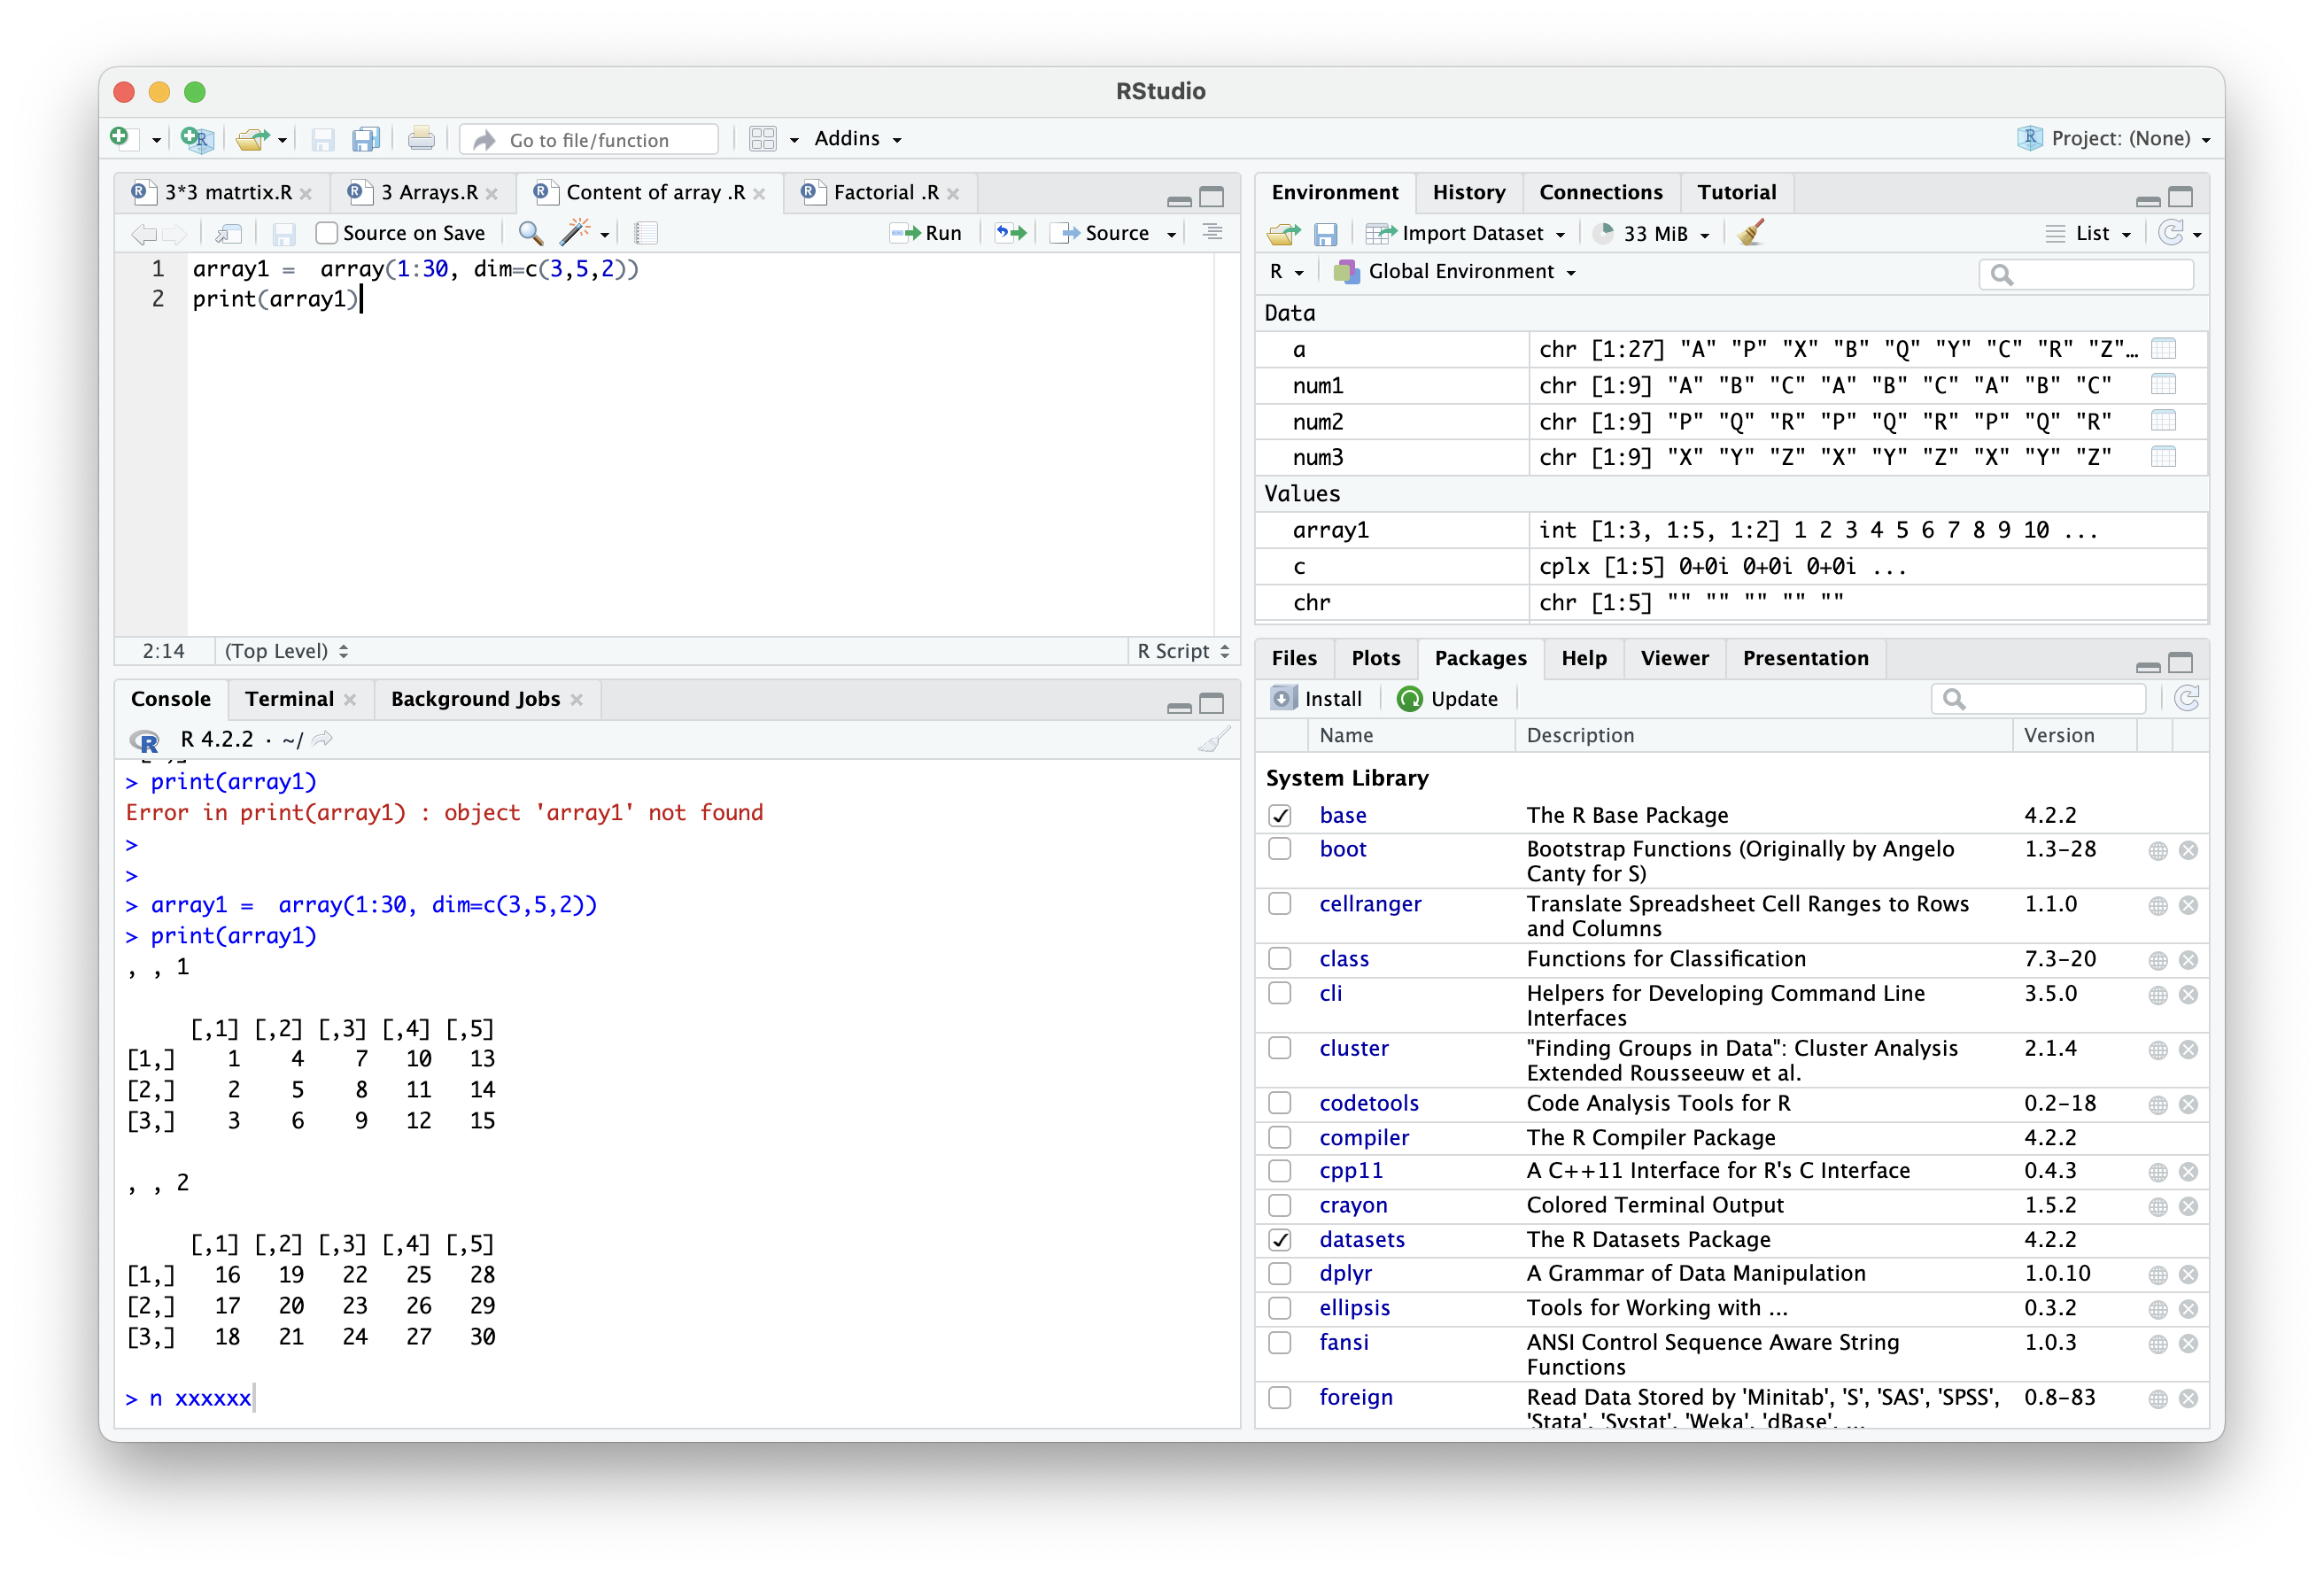 RStudio
Go to file/function
Addins
Project: (None)
3*3 matrtix.R
3 Arrays.R
Content of array .R
Factorial .R
Source on Save
Run
Source
1 array1 =  array(1:30, dim=c(3,5,2))
2 print(array1)
2:14 (Top Level) R Script
Console Terminal Background Jobs
R 4.2.2 · ~/
> print(array1)
Error in print(array1) : object 'array1' not found
>
>
> array1 =  array(1:30, dim=c(3,5,2))
> print(array1)
, , 1
     [,1] [,2] [,3] [,4] [,5]
[1,]    1    4    7   10   13
[2,]    2    5    8   11   14
[3,]    3    6    9   12   15
, , 2
     [,1] [,2] [,3] [,4] [,5]
[1,]   16   19   22   25   28
[2,]   17   20   23   26   29
[3,]   18   21   24   27   30
> n xxxxxx
Environment History Connections Tutorial
Import Dataset 33 MiB List
R Global Environment
Data
a chr [1:27] "A" "P" "X" "B" "Q" "Y" "C" "R" "Z"…
num1 chr [1:9] "A" "B" "C" "A" "B" "C" "A" "B" "C"
num2 chr [1:9] "P" "Q" "R" "P" "Q" "R" "P" "Q" "R"
num3 chr [1:9] "X" "Y" "Z" "X" "Y" "Z" "X" "Y" "Z"
Values
array1 int [1:3, 1:5, 1:2] 1 2 3 4 5 6 7 8 9 10 ...
c cplx [1:5] 0+0i 0+0i 0+0i ...
chr chr [1:5] "" "" "" "" ""
Files Plots Packages Help Viewer Presentation
Install Update
Name Description Version
System Library
base The R Base Package 4.2.2
boot Bootstrap Functions (Originally by Angelo 1.3-28
Canty for S)
cellranger Translate Spreadsheet Cell Ranges to Rows 1.1.0
and Columns
class Functions for Classification 7.3-20
cli Helpers for Developing Command Line 3.5.0
Interfaces
cluster "Finding Groups in Data": Cluster Analysis 2.1.4
Extended Rousseeuw et al.
codetools Code Analysis Tools for R 0.2-18
compiler The R Compiler Package 4.2.2
cpp11 A C++11 Interface for R's C Interface 0.4.3
crayon Colored Terminal Output 1.5.2
datasets The R Datasets Package 4.2.2
dplyr A Grammar of Data Manipulation 1.0.10
ellipsis Tools for Working with ... 0.3.2
fansi ANSI Control Sequence Aware String 1.0.3
Functions
foreign Read Data Stored by 'Minitab', 'S', 'SAS', 'SPSS', 0.8-83
'Stata', 'Systat', 'Weka', 'dBase', ...